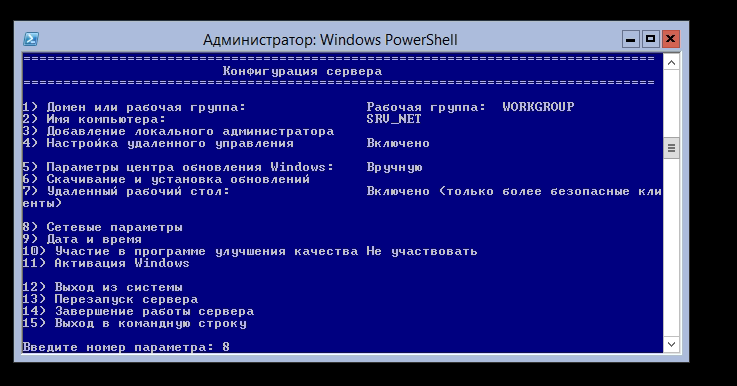 Администратор: Windows PowerShell
===============================================================================
Конфигурация сервера
===============================================================================
1) Домен или рабочая группа: Рабочая группа: WORKGROUP
2) Имя компьютера: SRV_NET
3) Добавление локального администратора
4) Настройка удаленного управления Включено
5) Параметры центра обновления Windows: Вручную
6) Скачивание и установка обновлений
7) Удаленный рабочий стол: Включено (только более безопасные кли
енты)
8) Сетевые параметры
9) Дата и время
10) Участие в программе улучшения качества Не участвовать
11) Активация Windows
12) Выход из системы
13) Перезапуск сервера
14) Завершение работы сервера
15) Выход в командную строку
Введите номер параметра: 8